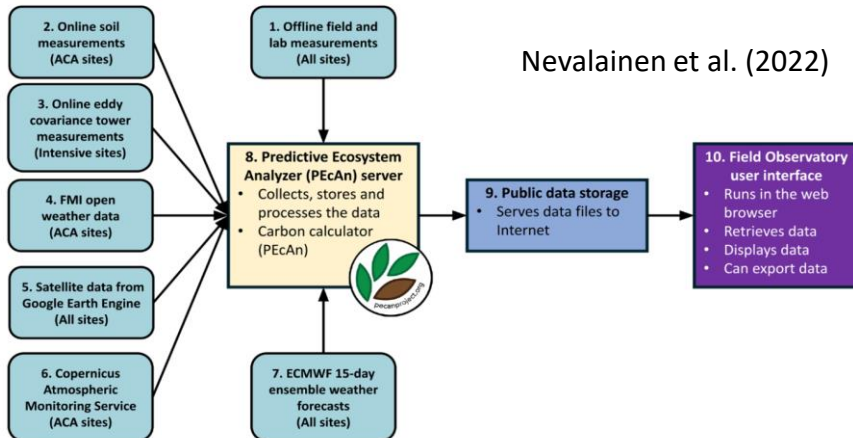 2. Online soil
measurements
(ACA sites)
1. Offline field and
lab measurements
(All sites)
Nevalainen et al. (2022)
3. Online eddy
covariance tower
measurements
(Intensive sites)
4. FMI open
weather data
(ACA sites)
5. Satellite data from
Google Earth Engine
(All sites)
6. Copernicus
Atmospheric
Monitoring Service
(ACA sites)
8. Predictive Ecosystem
Analyzer (PEcAn) server
• Collects, stores and
processes the data
• Carbon calculator
(PEcAn)
pecanproject.org
7. ECMWF 15-day
ensemble weather
forecasts
(All sites)
9. Public data storage
• Serves data files to
Internet
10. Field Observatory
user interface
• Runs in the web
browser
• Retrieves data
• Displays data
• Can export data